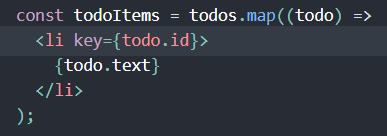 const todoItems = todos.map((todo) =>
  <li key={todo.id}>
    {todo.text}
  </li>
);